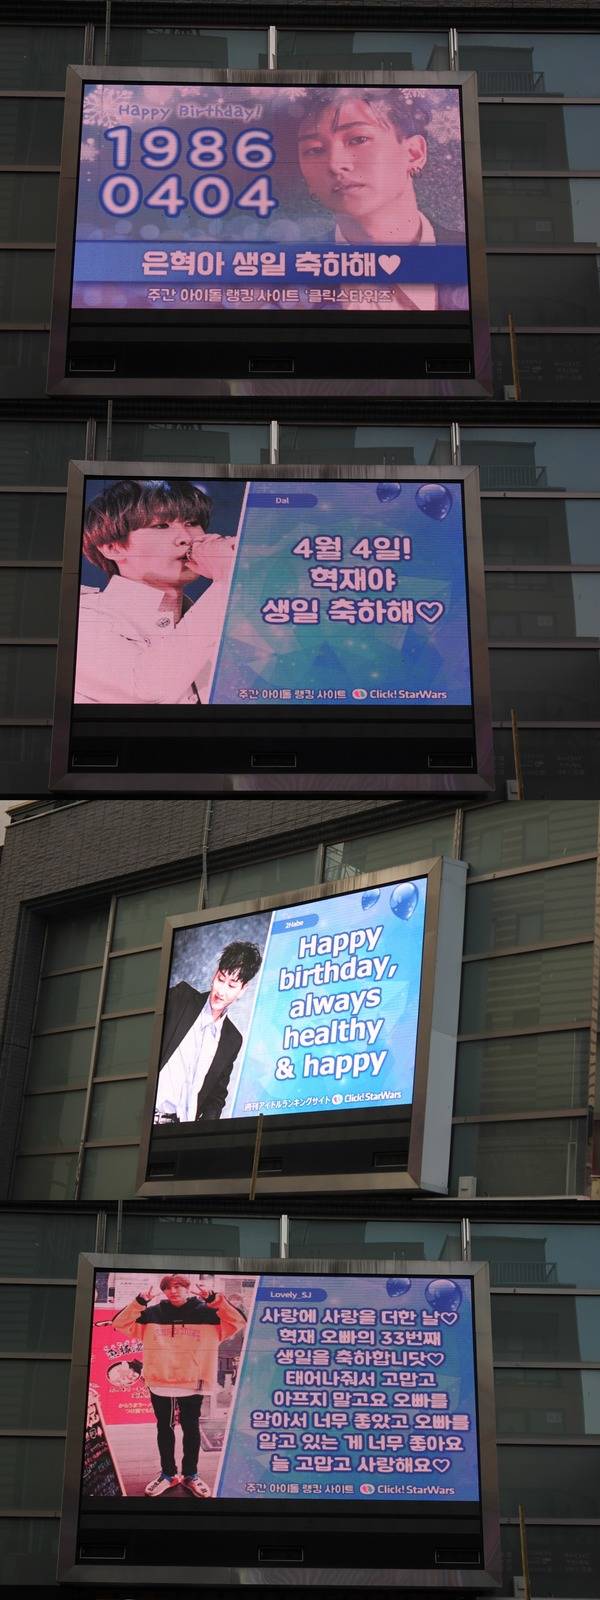 Happy Birthday!
1986
0404
은혁아 생일 축하해♥
주간 아이돌 랭킹 사이트 '클릭스타워즈'
Dal
4월 4일!
혁재야
생일 축하해♡
주간 아이돌 랭킹 사이트 Click! StarWars
2Nabe
Happy
birthday,
always
healthy
& happy
週刊アイドルランキングサイト Click! StarWars
Lovely_SJ
사랑에 사랑을 더한 날♡
혁재 오빠의 33번째
생일을 축하합니닷♡
태어나줘서 고맙고
아프지 말고요 오빠를
알아서 너무 좋았고 오빠를
알고 있는 게 너무 좋아요
늘 고맙고 사랑해요♡
주간 아이돌 랭킹 사이트 Click! StarWars